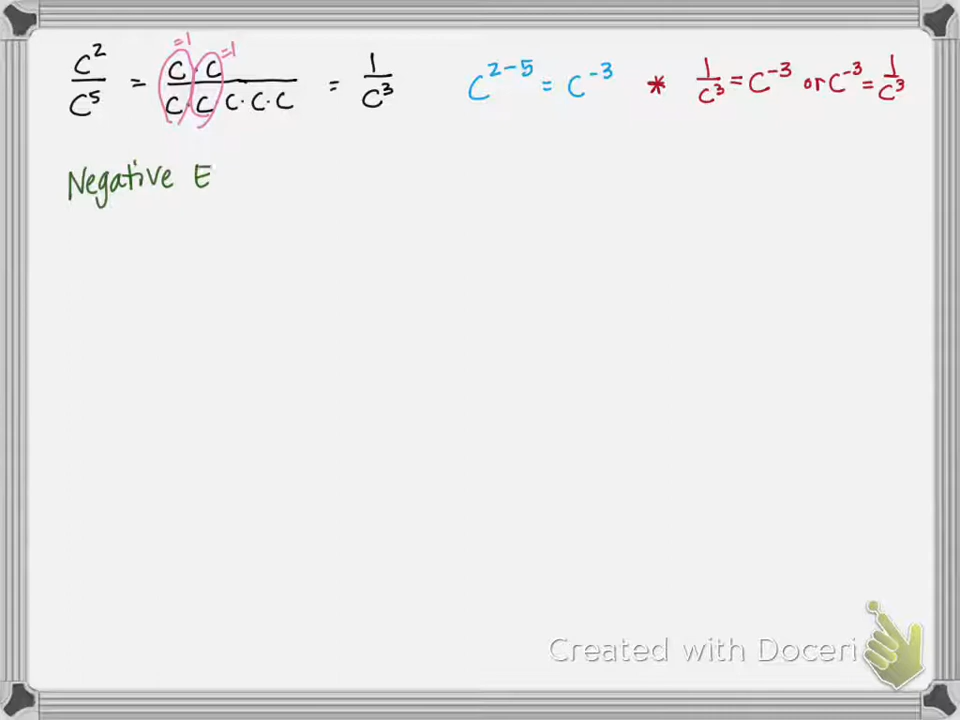 =1 =1
c²/c⁵ = c·c/c·c c·c·c = 1/c³ c²⁻⁵ = c⁻³ * 1/c³ = c⁻³ or c⁻³ = 1/c³
Negative E
Created with Doceri